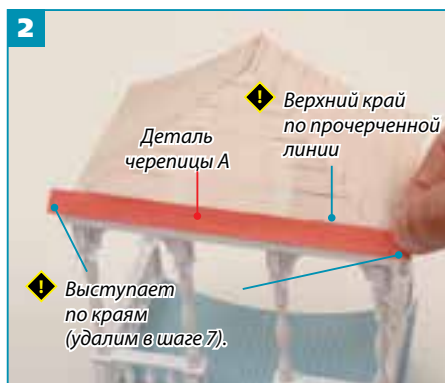 2
Верхний край
по прочерченной
линии
Деталь
черепицы А
Выступает
по краям
(удалим в шаге 7).